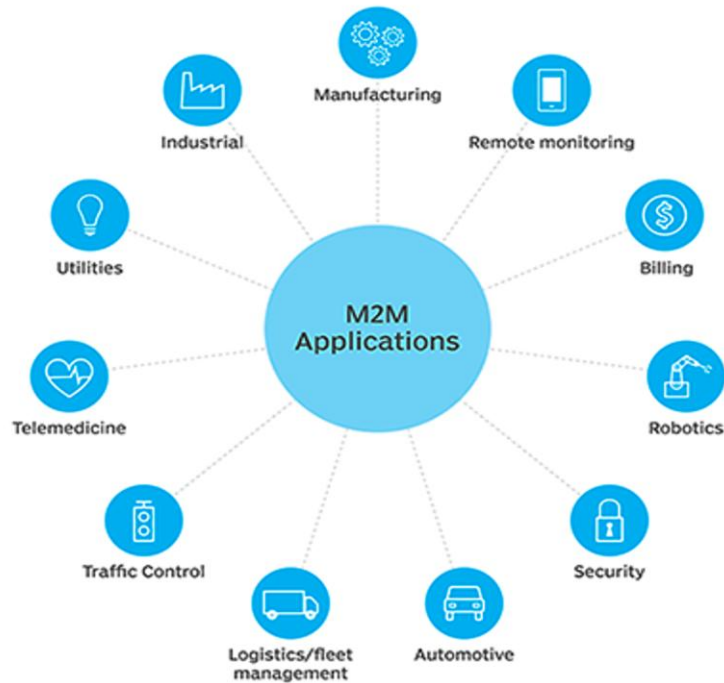 Manufacturing
Industrial
Remote monitoring
Utilities
Billing
M2M
Applications
Telemedicine
Robotics
Traffic Control
Security
Logistics/fleet
management
Automotive